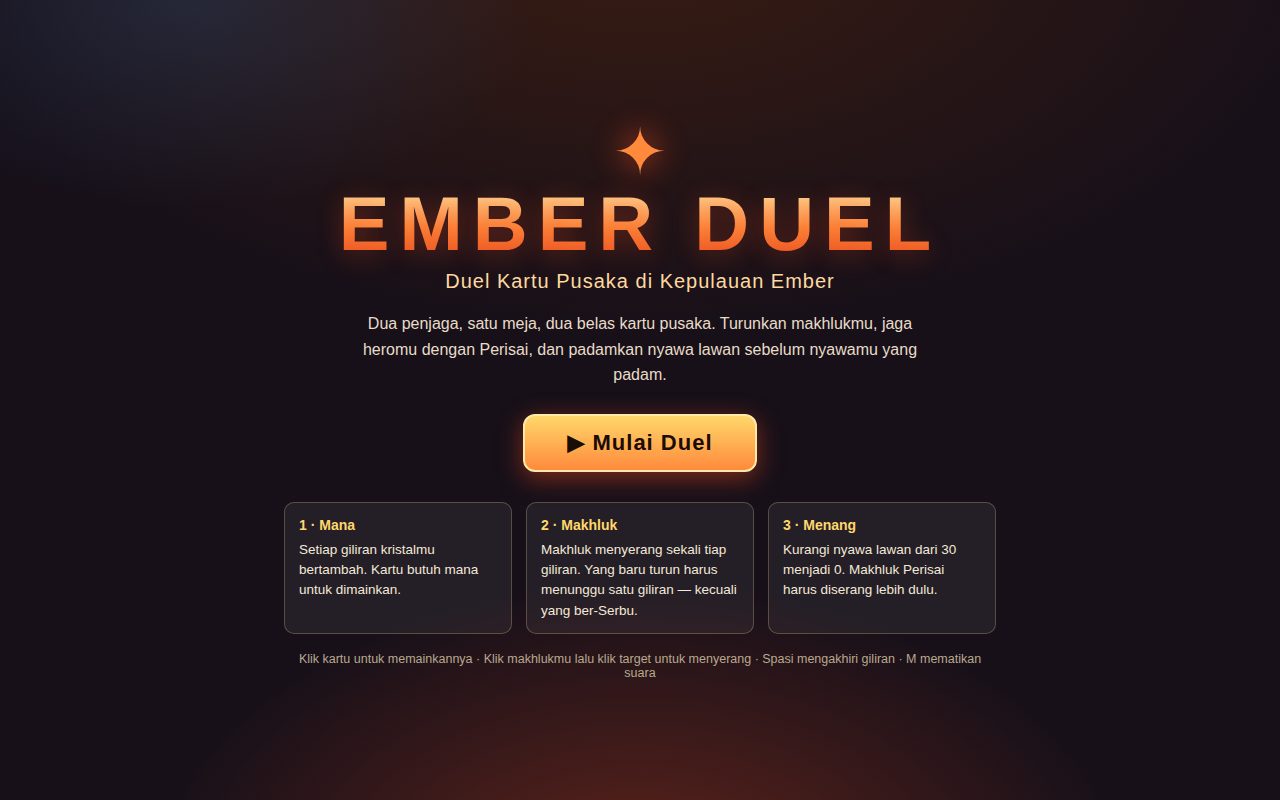 EMBER DUEL
Duel Kartu Pusaka di Kepulauan Ember
Dua penjaga, satu meja, dua belas kartu pusaka. Turunkan makhlukmu, jaga
heromu dengan Perisai, dan padamkan nyawa lawan sebelum nyawamu yang
padam.
▶ Mulai Duel
1 · Mana
Setiap giliran kristalmu
bertambah. Kartu butuh mana
untuk dimainkan.
2 · Makhluk
Makhluk menyerang sekali tiap
giliran. Yang baru turun harus
menunggu satu giliran — kecuali
yang ber-Serbu.
3 · Menang
Kurangi nyawa lawan dari 30
menjadi 0. Makhluk Perisai
harus diserang lebih dulu.
Klik kartu untuk memainkannya · Klik makhlukmu lalu klik target untuk menyerang · Spasi mengakhiri giliran · M mematikan
suara